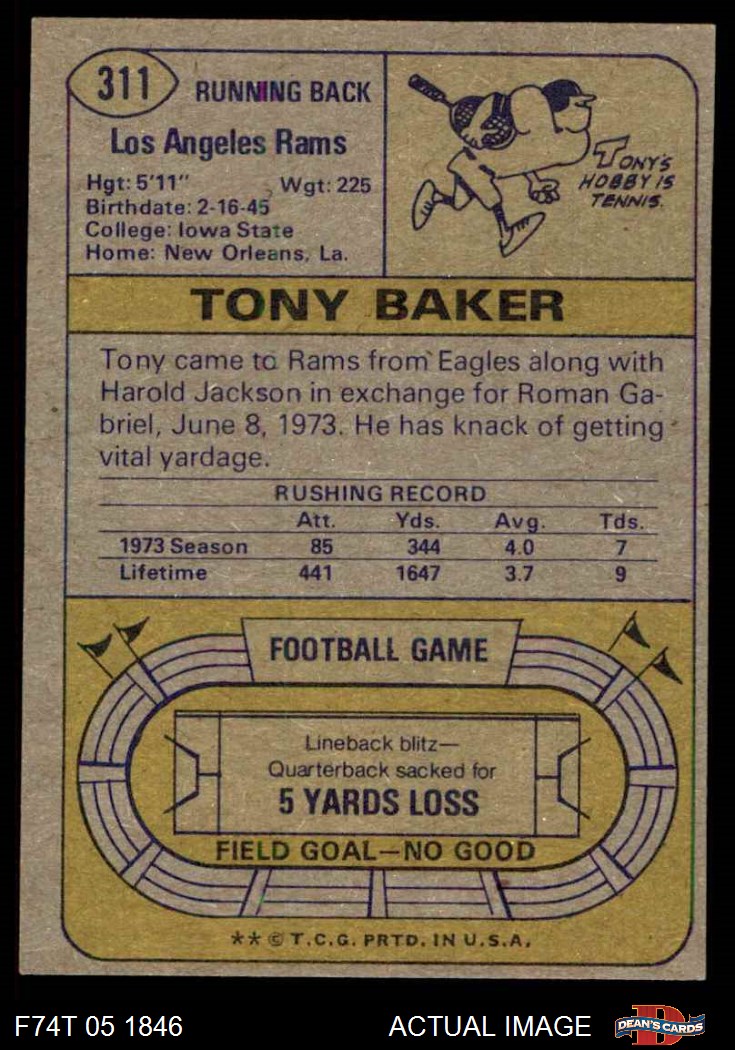 311
RUNNING BACK
Los Angeles Rams
Hgt: 5'11" Wgt: 225
Birthdate: 2-16-45
College: Iowa State
Home: New Orleans, La.
TONY'S
HOBBY IS
TENNIS.
TONY BAKER
Tony came to Rams from Eagles along with
Harold Jackson in exchange for Roman Ga-
briel, June 8, 1973. He has knack of getting
vital yardage.
RUSHING RECORD
Att. Yds. Avg. Tds.
1973 Season 85 344 4.0 7
Lifetime 441 1647 3.7 9
FOOTBALL GAME
Lineback blitz—
Quarterback sacked for
5 YARDS LOSS
FIELD GOAL—NO GOOD
** © T.C.G. PRTD. IN U.S.A.
F74T 05 1846 ACTUAL IMAGE
D
DEAN'S CARDS